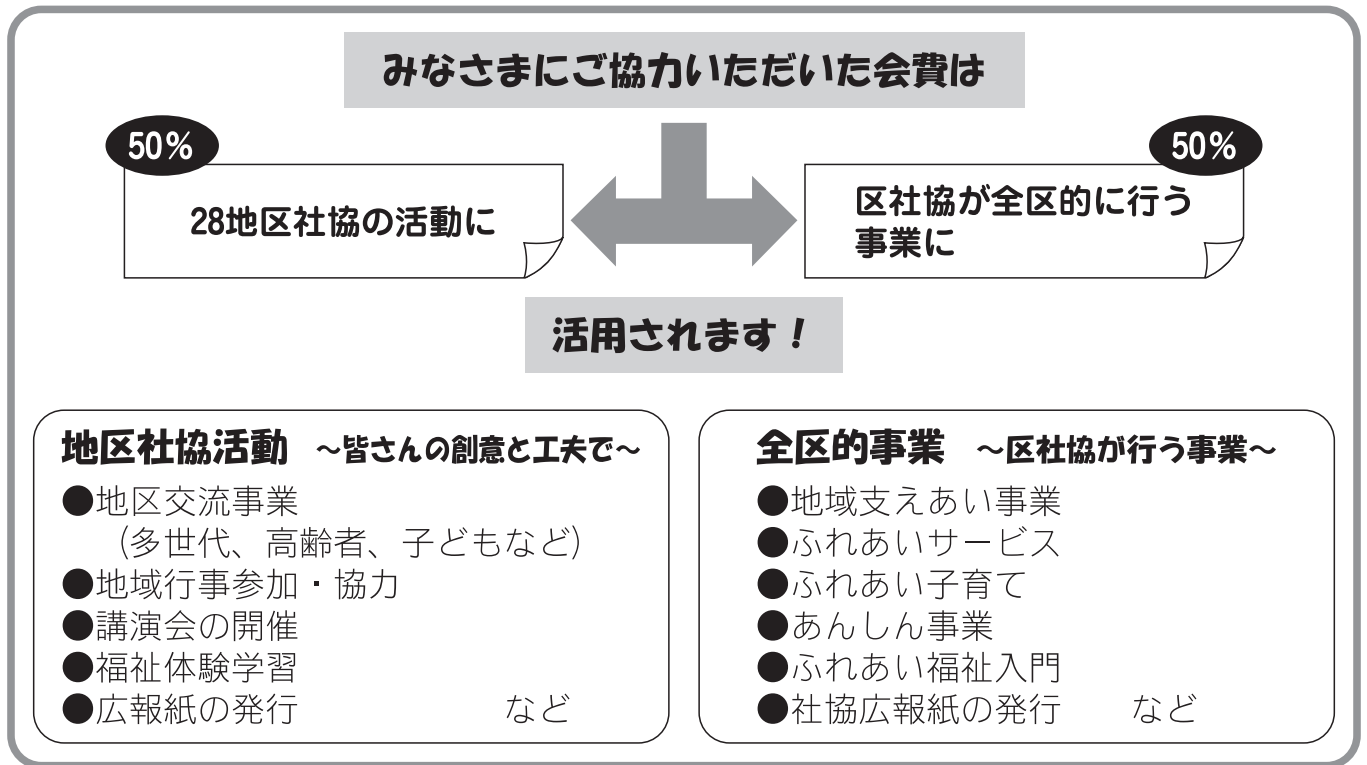 みなさまにご協力いただいた会費は
50%
28地区社協の活動に
50%
区社協が全区的に行う
事業に
活用されます！
地区社協活動 ～皆さんの創意と工夫で～
●地区交流事業
（多世代、高齢者、子どもなど）
●地域行事参加・協力
●講演会の開催
●福祉体験学習
●広報紙の発行 など
全区的事業 ～区社協が行う事業～
●地域支えあい事業
●ふれあいサービス
●ふれあい子育て
●あんしん事業
●ふれあい福祉入門
●社協広報紙の発行 など